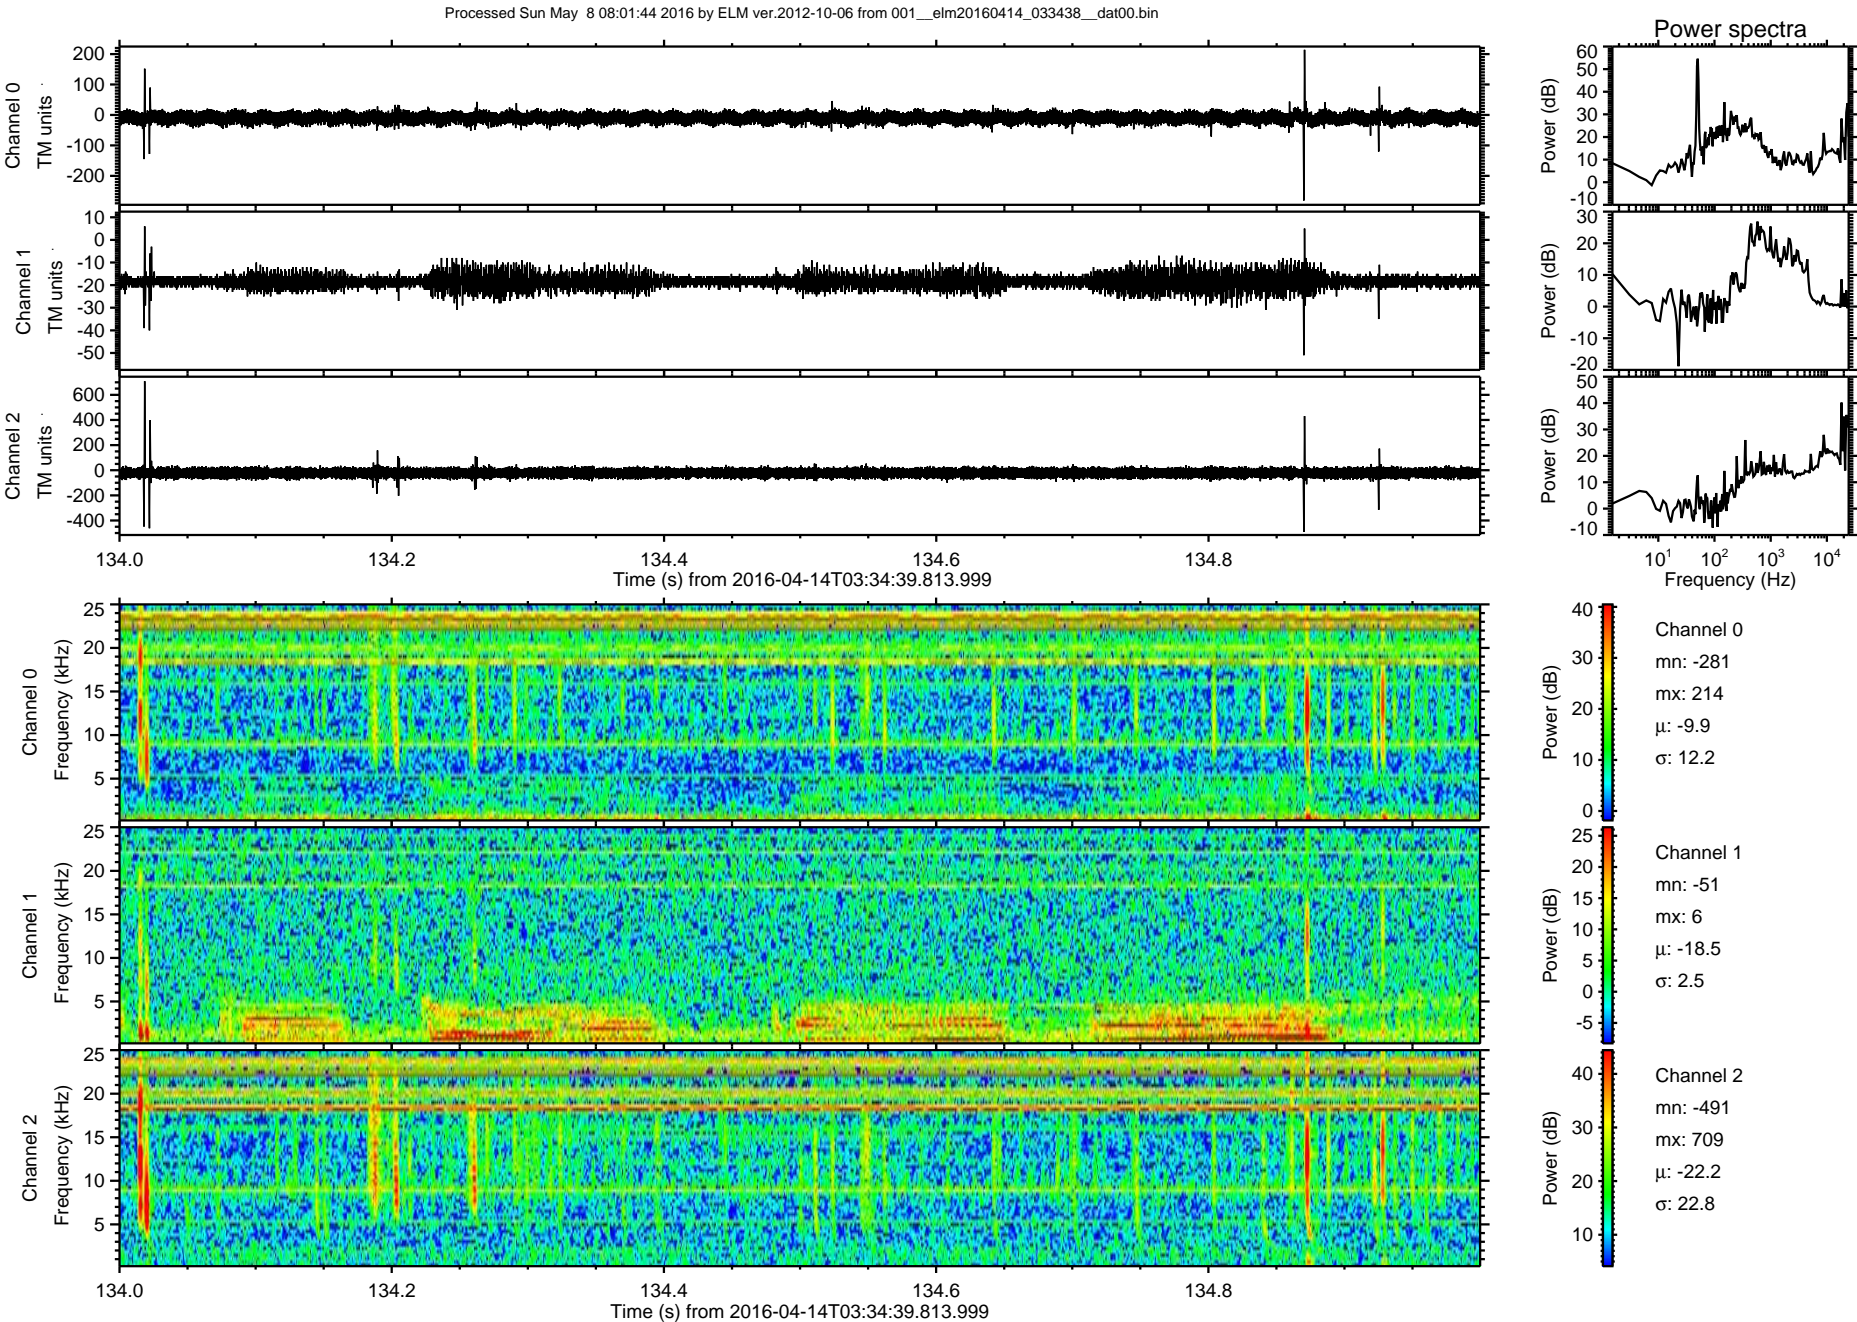 Processed Sun May 8 08:01:44 2016 by ELM ver.2012-10-06 from 001__elm20160414_033438__dat00.bin
Power spectra
Channel 0
TM units
200
100
0
-100
-200
Power (dB)
60
50
40
30
20
10
0
-10
Channel 1
TM units
10
0
-10
-20
-30
-40
-50
Power (dB)
30
20
10
0
-10
-20
Channel 2
TM units
600
400
200
0
-200
-400
Power (dB)
50
40
30
20
10
0
-10
134.0 134.2 134.4 134.6 134.8
Time (s) from 2016-04-14T03:34:39.813.999
10¹ 10² 10³ 10⁴
Frequency (Hz)
Channel 0
Frequency (kHz)
25
20
15
10
5
Power (dB)
40
30
20
10
0
Channel 0
mn: -281
mx: 214
μ: -9.9
σ: 12.2
Channel 1
Frequency (kHz)
25
20
15
10
5
Power (dB)
25
20
15
10
5
0
-5
Channel 1
mn: -51
mx: 6
μ: -18.5
σ: 2.5
Channel 2
Frequency (kHz)
25
20
15
10
5
Power (dB)
40
30
20
10
Channel 2
mn: -491
mx: 709
μ: -22.2
σ: 22.8
134.0 134.2 134.4 134.6 134.8
Time (s) from 2016-04-14T03:34:39.813.999